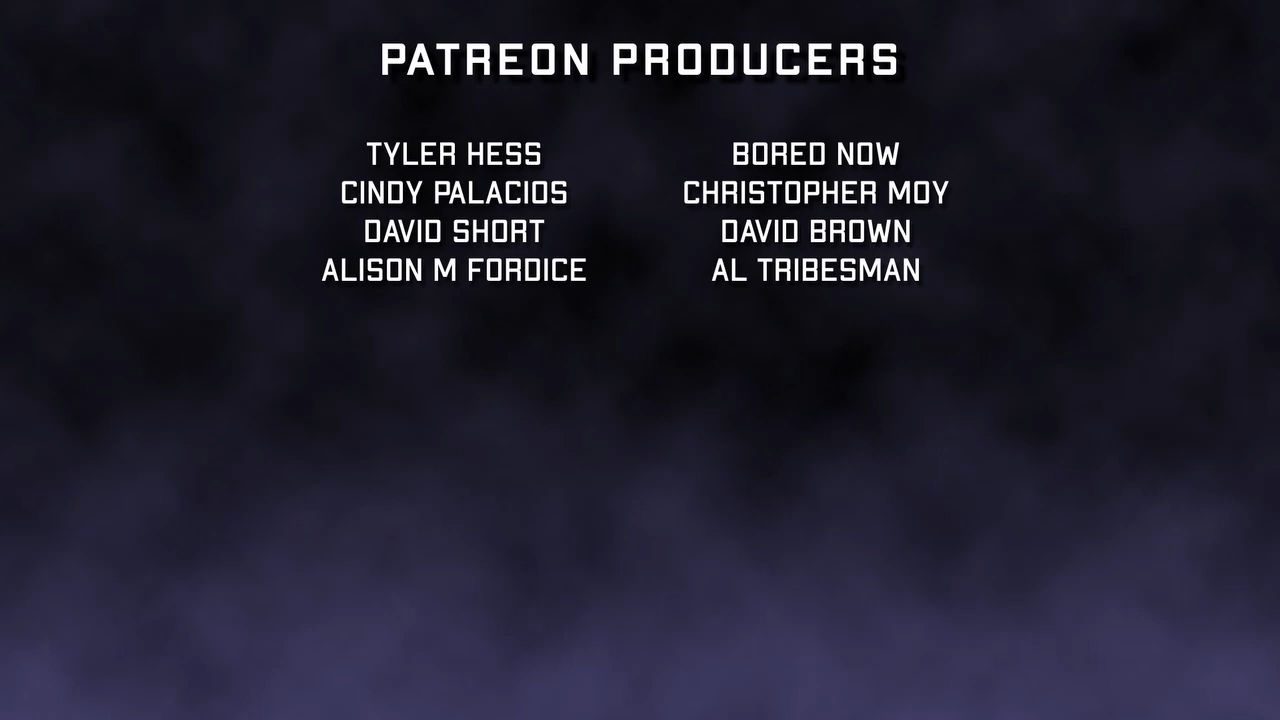 PATREON PRODUCERS
TYLER HESS
CINDY PALACIOS
DAVID SHORT
ALISON M FORDICE
BORED NOW
CHRISTOPHER MOY
DAVID BROWN
AL TRIBESMAN